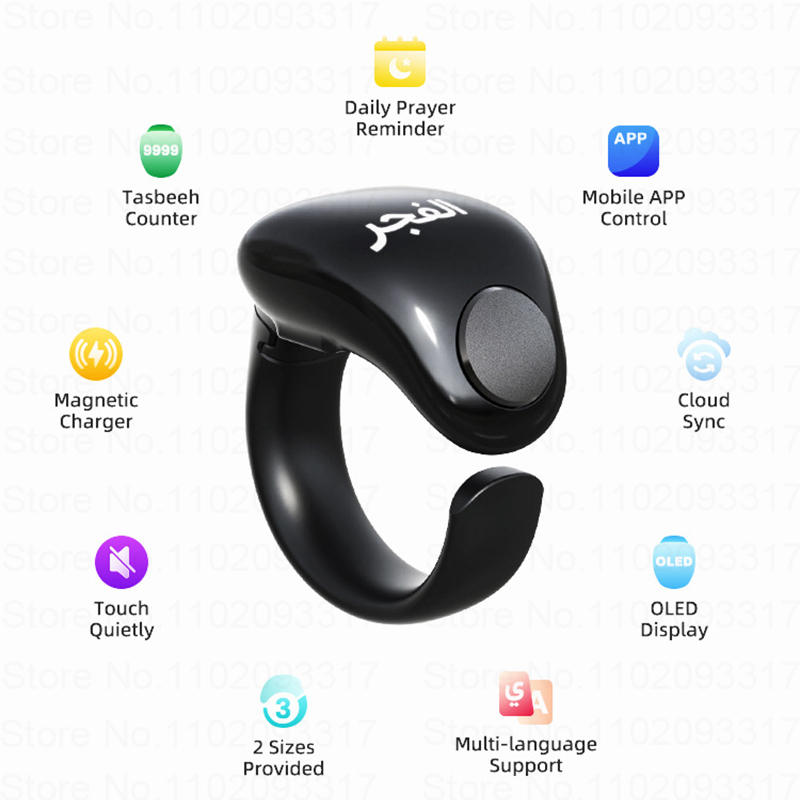 Daily Prayer
Reminder
9999
Tasbeeh
Counter
APP
Mobile APP
Control
الفجر
Magnetic
Charger
Cloud
Sync
Touch
Quietly
OLED
OLED
Display
3
2 Sizes
Provided
ي A
Multi-language
Support
Store No.1102093317